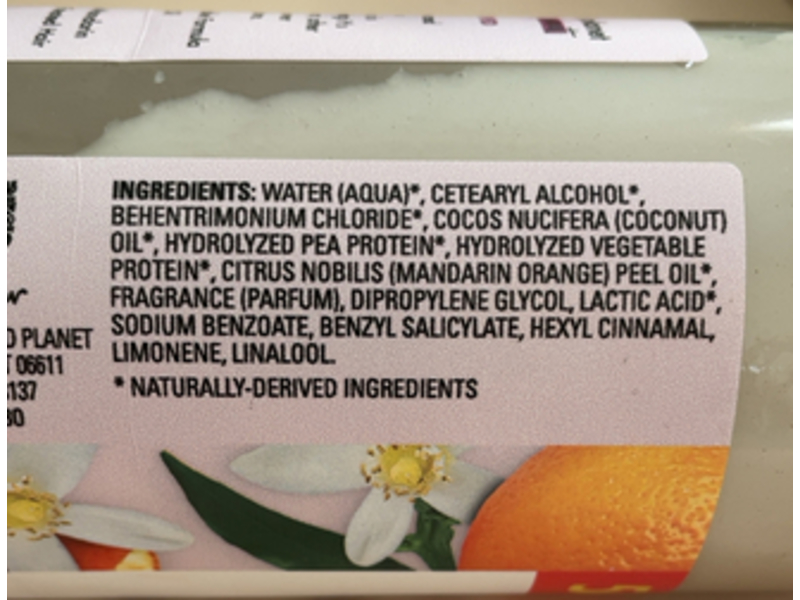 INGREDIENTS: WATER (AQUA)*, CETEARYL ALCOHOL*,
BEHENTRIMONIUM CHLORIDE*, COCOS NUCIFERA (COCONUT)
OIL*, HYDROLYZED PEA PROTEIN*, HYDROLYZED VEGETABLE
PROTEIN*, CITRUS NOBILIS (MANDARIN ORANGE) PEEL OIL*,
FRAGRANCE (PARFUM), DIPROPYLENE GLYCOL, LACTIC ACID*,
SODIUM BENZOATE, BENZYL SALICYLATE, HEXYL CINNAMAL,
LIMONENE, LINALOOL.
* NATURALLY-DERIVED INGREDIENTS
PLANET
06611